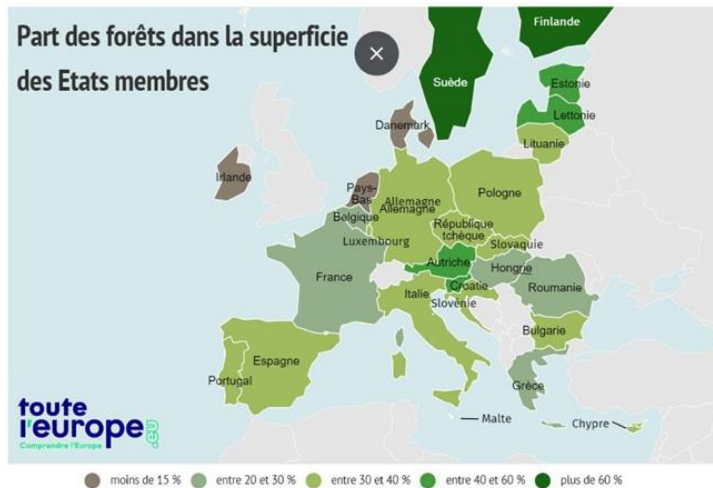 Part des forêts dans la superficie
des Etats membres
Finlande
Suède
Estonie
Lettonie
Danemark
Lituanie
Irlande
Pays-
Bas
Allemagne
Allemagne
Pologne
Belgique
République
tchèque
Luxembourg
Slovaquie
Autriche
Hongrie
France
Croatie
Roumanie
Italie
Slovénie
Bulgarie
Espagne
Portugal
Grèce
toute
l'europe.eu
Comprendre l'Europe
Malte
Chypre
moins de 15 % entre 20 et 30 % entre 30 et 40 % entre 40 et 60 % plus de 60 %